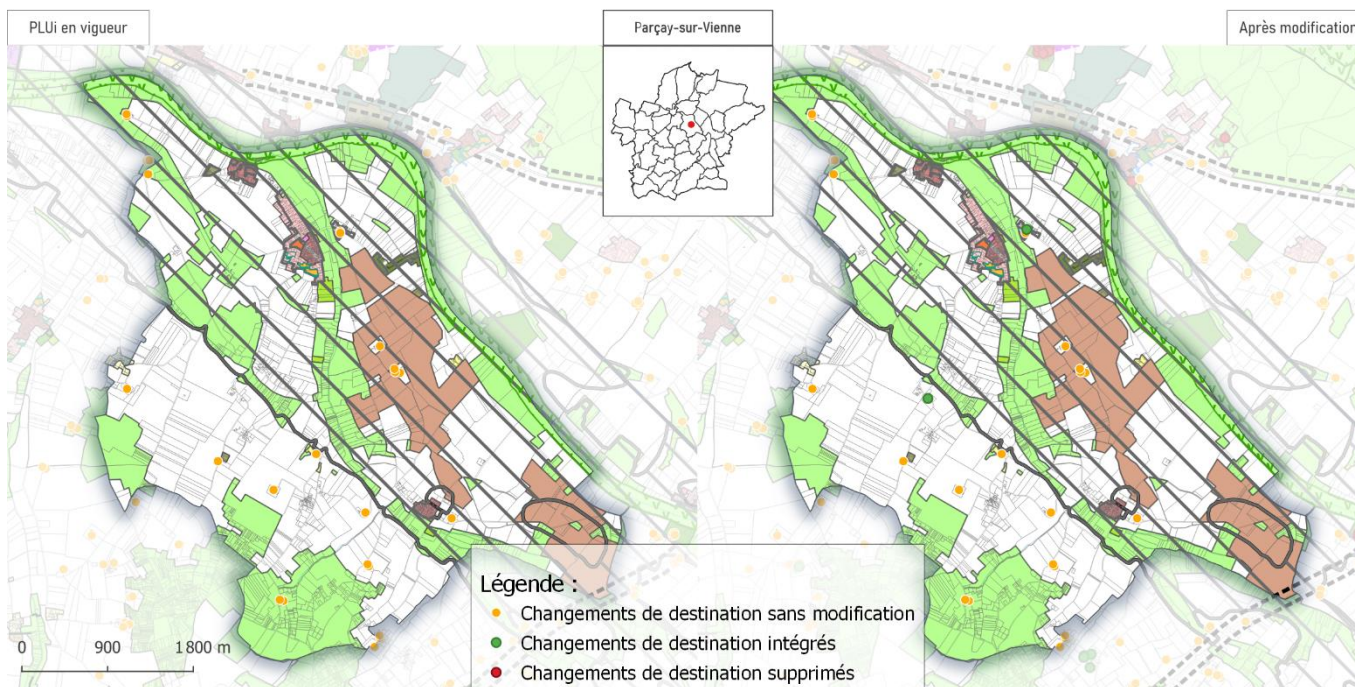 PLUi en vigueur
Parçay-sur-Vienne
Après modification
Légende :
Changements de destination sans modification
Changements de destination intégrés
Changements de destination supprimés
0 900 1 800 m